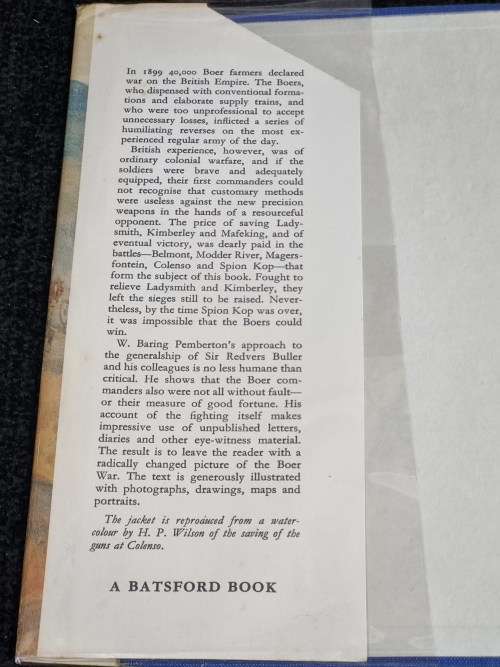 In 1899 40,000 Boer farmers declared
war on the British Empire. The Boers,
who dispensed with conventional forma-
tions and elaborate supply trains, and
who were too unprofessional to accept
unnecessary losses, inflicted a series of
humiliating reverses on the most ex-
perienced regular army of the day.
British experience, however, was of
ordinary colonial warfare, and if the
soldiers were brave and adequately
equipped, their first commanders could
not recognise that customary methods
were useless against the new precision
weapons in the hands of a resourceful
opponent. The price of saving Lady-
smith, Kimberley and Mafeking, and of
eventual victory, was dearly paid in the
battles—Belmont, Modder River, Magers-
fontein, Colenso and Spion Kop—that
form the subject of this book. Fought to
relieve Ladysmith and Kimberley, they
left the sieges still to be raised. Never-
theless, by the time Spion Kop was over,
it was impossible that the Boers could
win.
W. Baring Pemberton's approach to
the generalship of Sir Redvers Buller
and his colleagues is no less humane than
critical. He shows that the Boer com-
manders also were not all without fault—
or their measure of good fortune. His
account of the fighting itself makes
impressive use of unpublished letters,
diaries and other eye-witness material.
The result is to leave the reader with a
radically changed picture of the Boer
War. The text is generously illustrated
with photographs, drawings, maps and
portraits.
The jacket is reproduced from a water-
colour by H. P. Wilson of the saving of the
guns at Colenso.
A BATSFORD BOOK